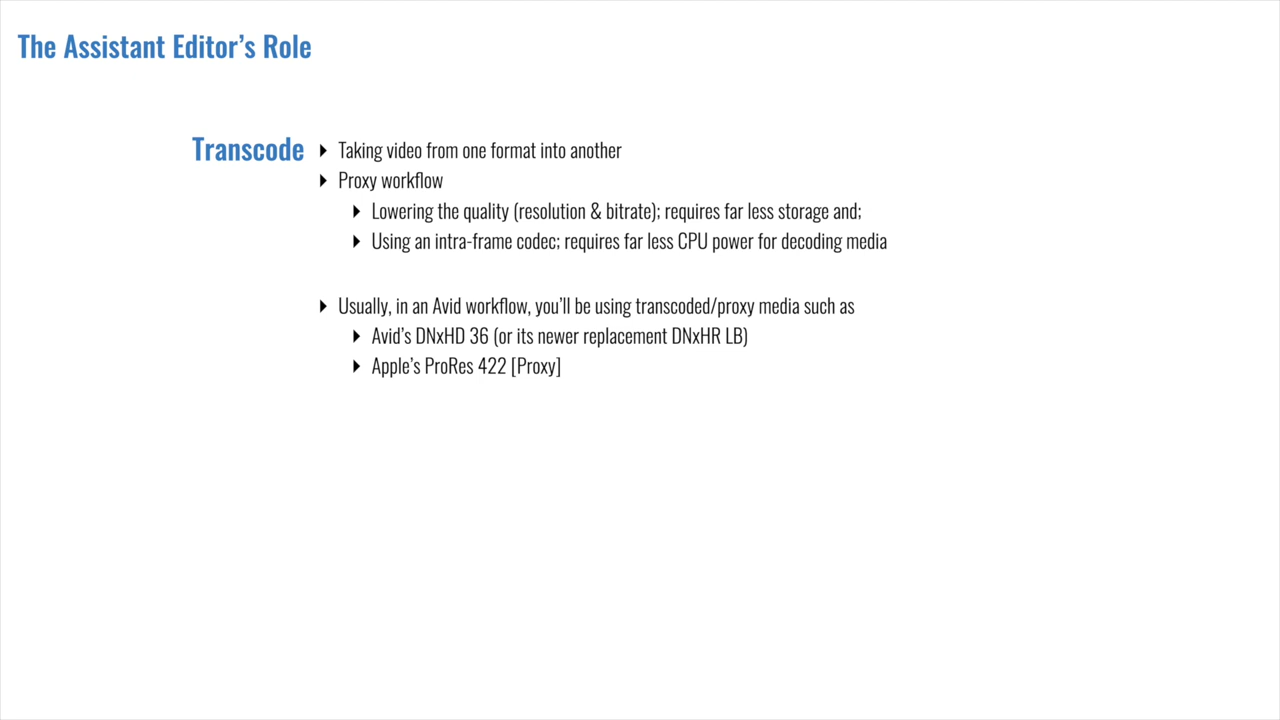 The Assistant Editor's Role
Transcode
Taking video from one format into another
Proxy workflow
Lowering the quality (resolution & bitrate); requires far less storage and;
Using an intra-frame codec; requires far less CPU power for decoding media
Usually, in an Avid workflow, you'll be using transcoded/proxy media such as
Avid's DNxHD 36 (or its newer replacement DNxHR LB)
Apple's ProRes 422 [Proxy]